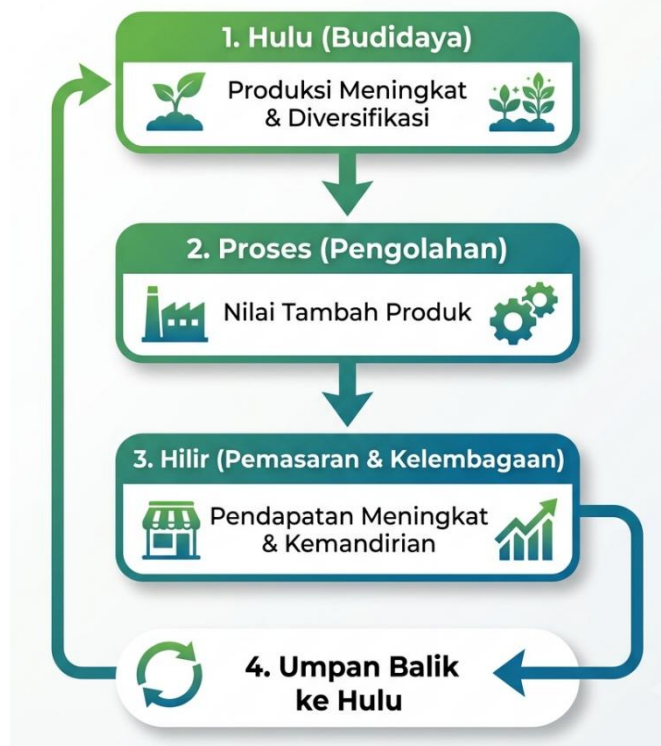 1. Hulu (Budidaya)
Produksi Meningkat
& Diversifikasi
2. Proses (Pengolahan)
Nilai Tambah Produk
3. Hilir (Pemasaran & Kelembagaan)
Pendapatan Meningkat
& Kemandirian
4. Umpan Balik
ke Hulu